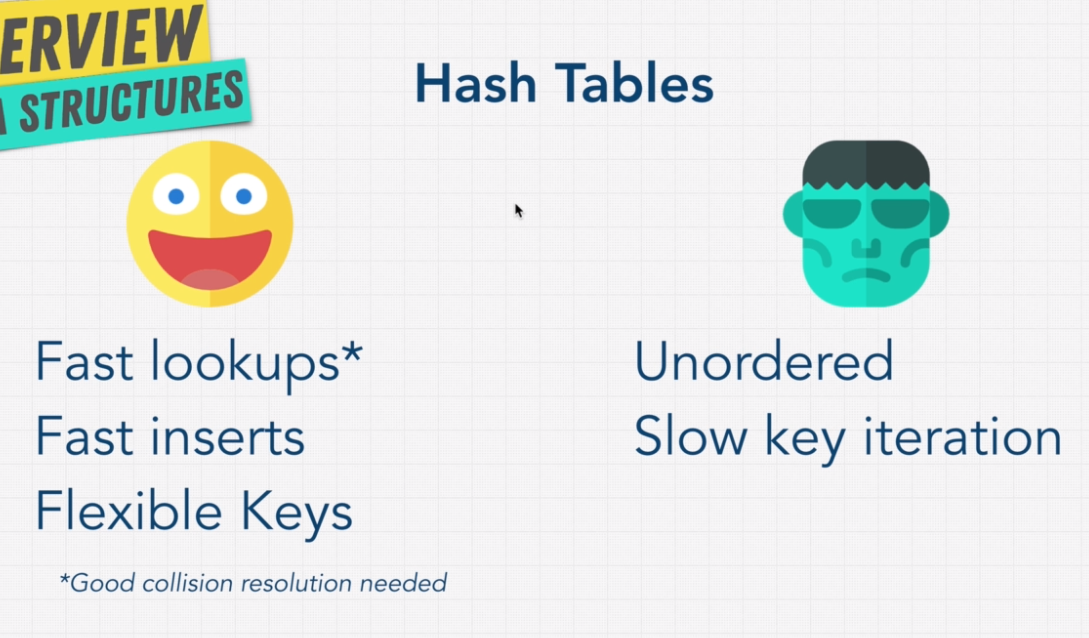 ERVIEW
STRUCTURES
Hash Tables
Fast lookups*
Fast inserts
Flexible Keys
*Good collision resolution needed
Unordered
Slow key iteration